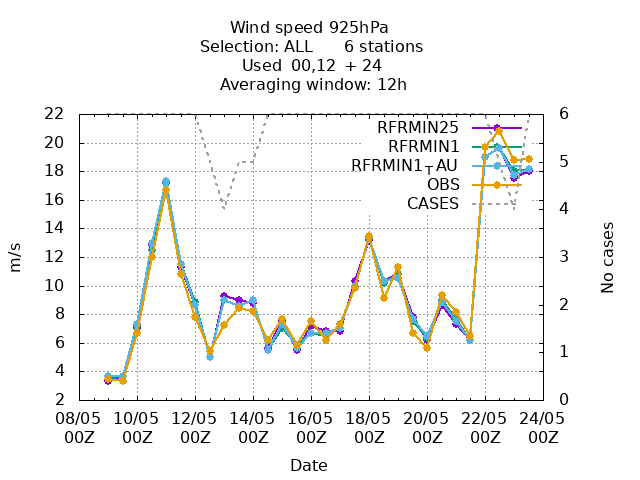 Wind speed 925hPa
Selection: ALL 6 stations
Used 00,12 + 24
Averaging window: 12h
22
20
18
16
14
12
10
8
6
4
2
m/s
6
5
4
3
2
1
0
No cases
RFRMIN25
RFRMIN1
RFRMIN1_TAU
OBS
CASES
08/05 10/05 12/05 14/05 16/05 18/05 20/05 22/05 24/05
00Z 00Z 00Z 00Z 00Z 00Z 00Z 00Z 00Z
Date